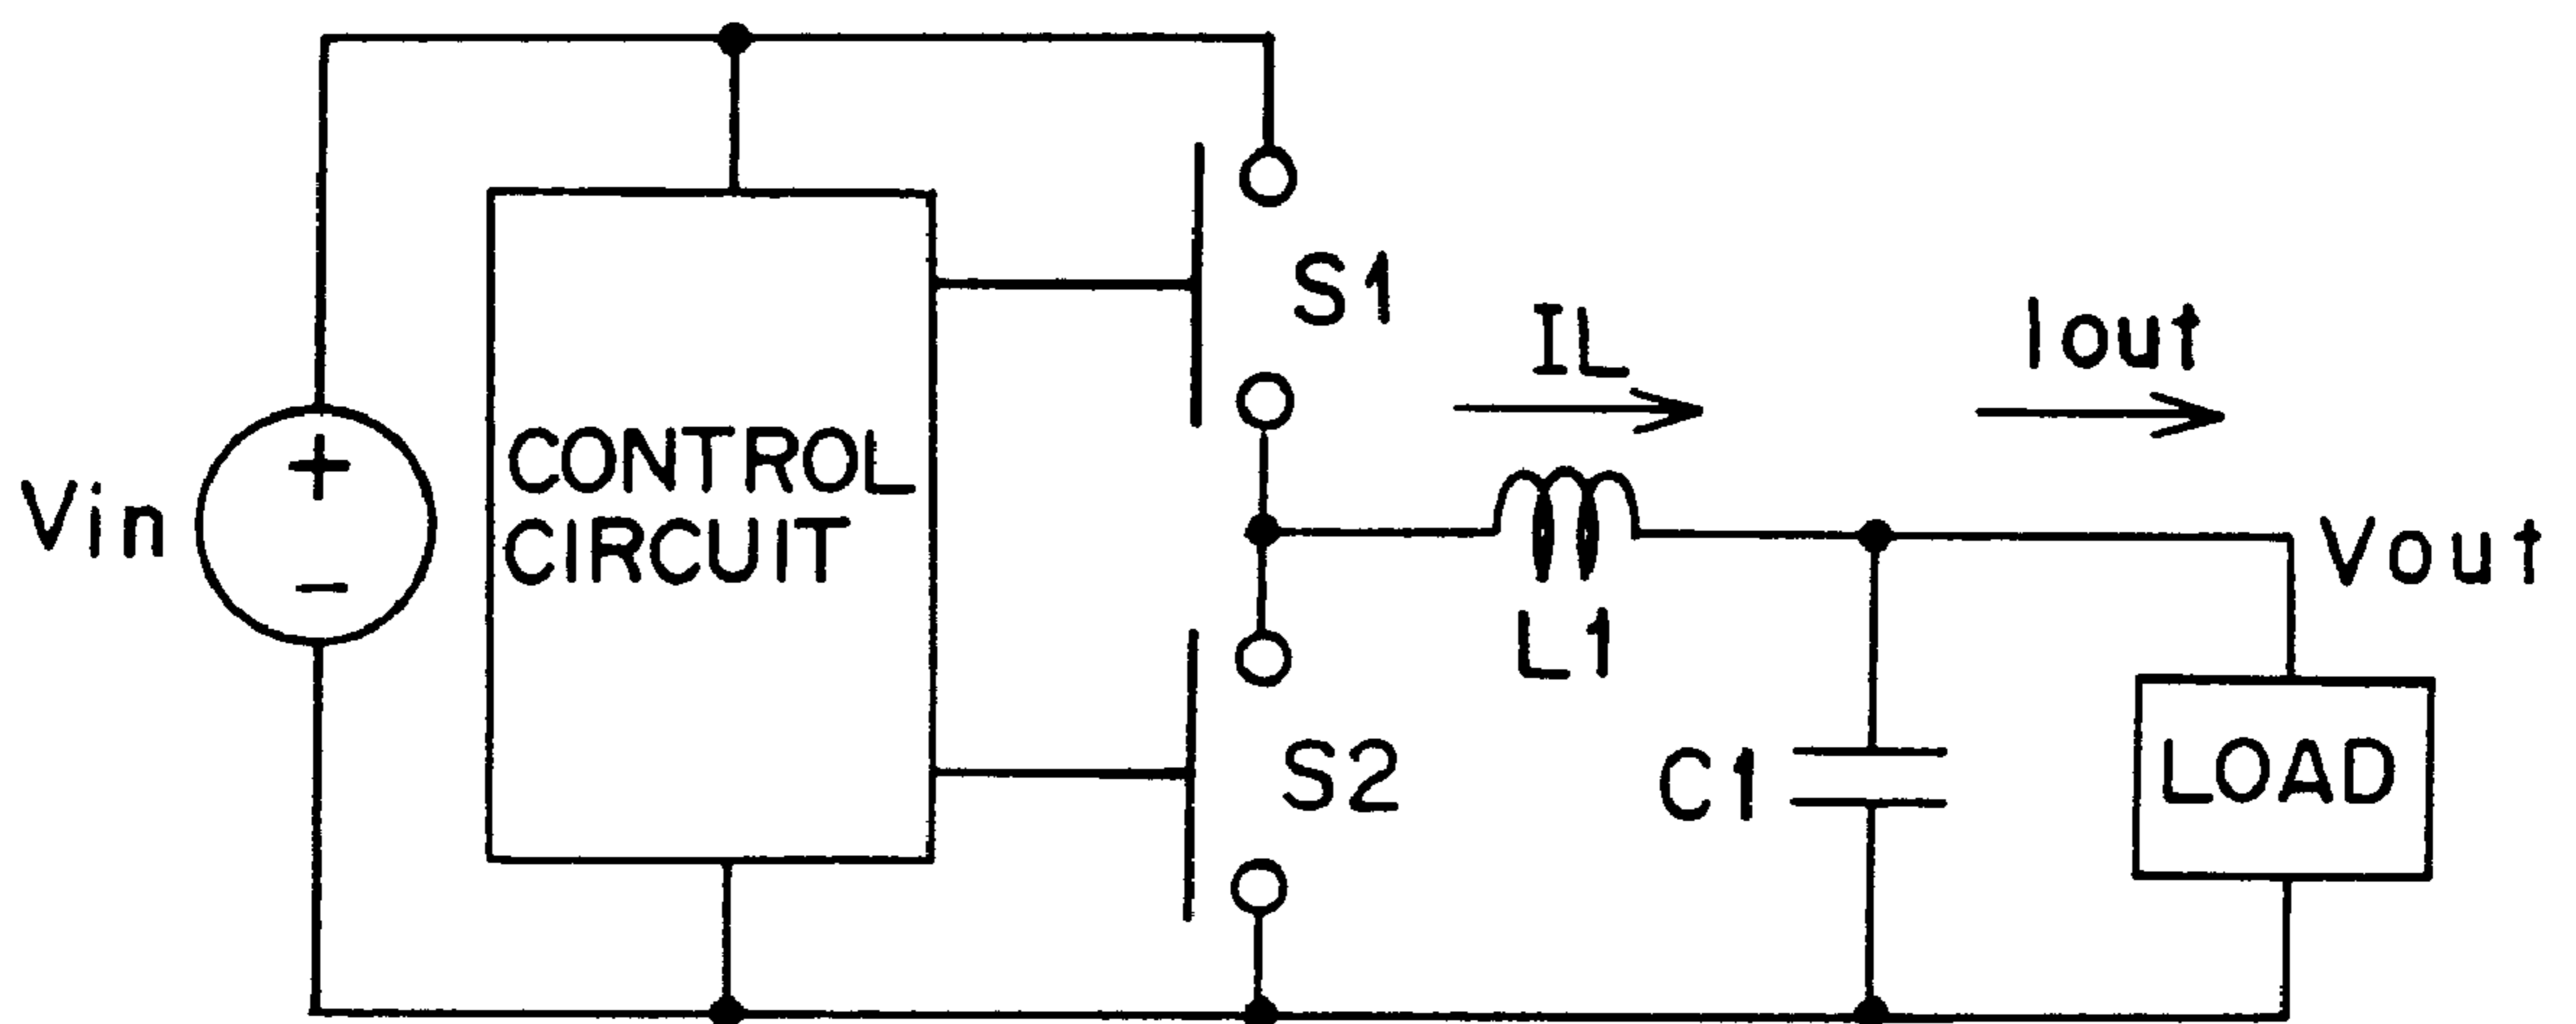 Vin
+
−
CONTROL
CIRCUIT
S1
S2
IL
L1
Iout
C1
Vout
LOAD